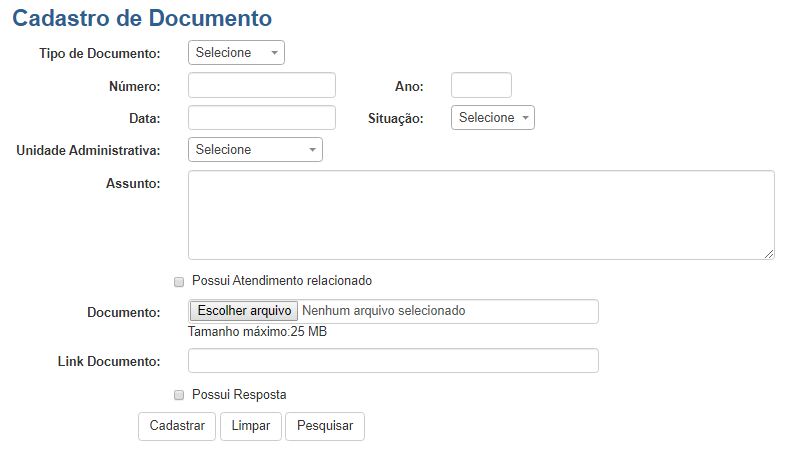 Cadastro de Documento
Tipo de Documento: Selecione
Número: Ano:
Data: Situação: Selecione
Unidade Administrativa: Selecione
Assunto:
Possui Atendimento relacionado
Documento: Escolher arquivo Nenhum arquivo selecionado
Tamanho máximo:25 MB
Link Documento:
Possui Resposta
Cadastrar Limpar Pesquisar